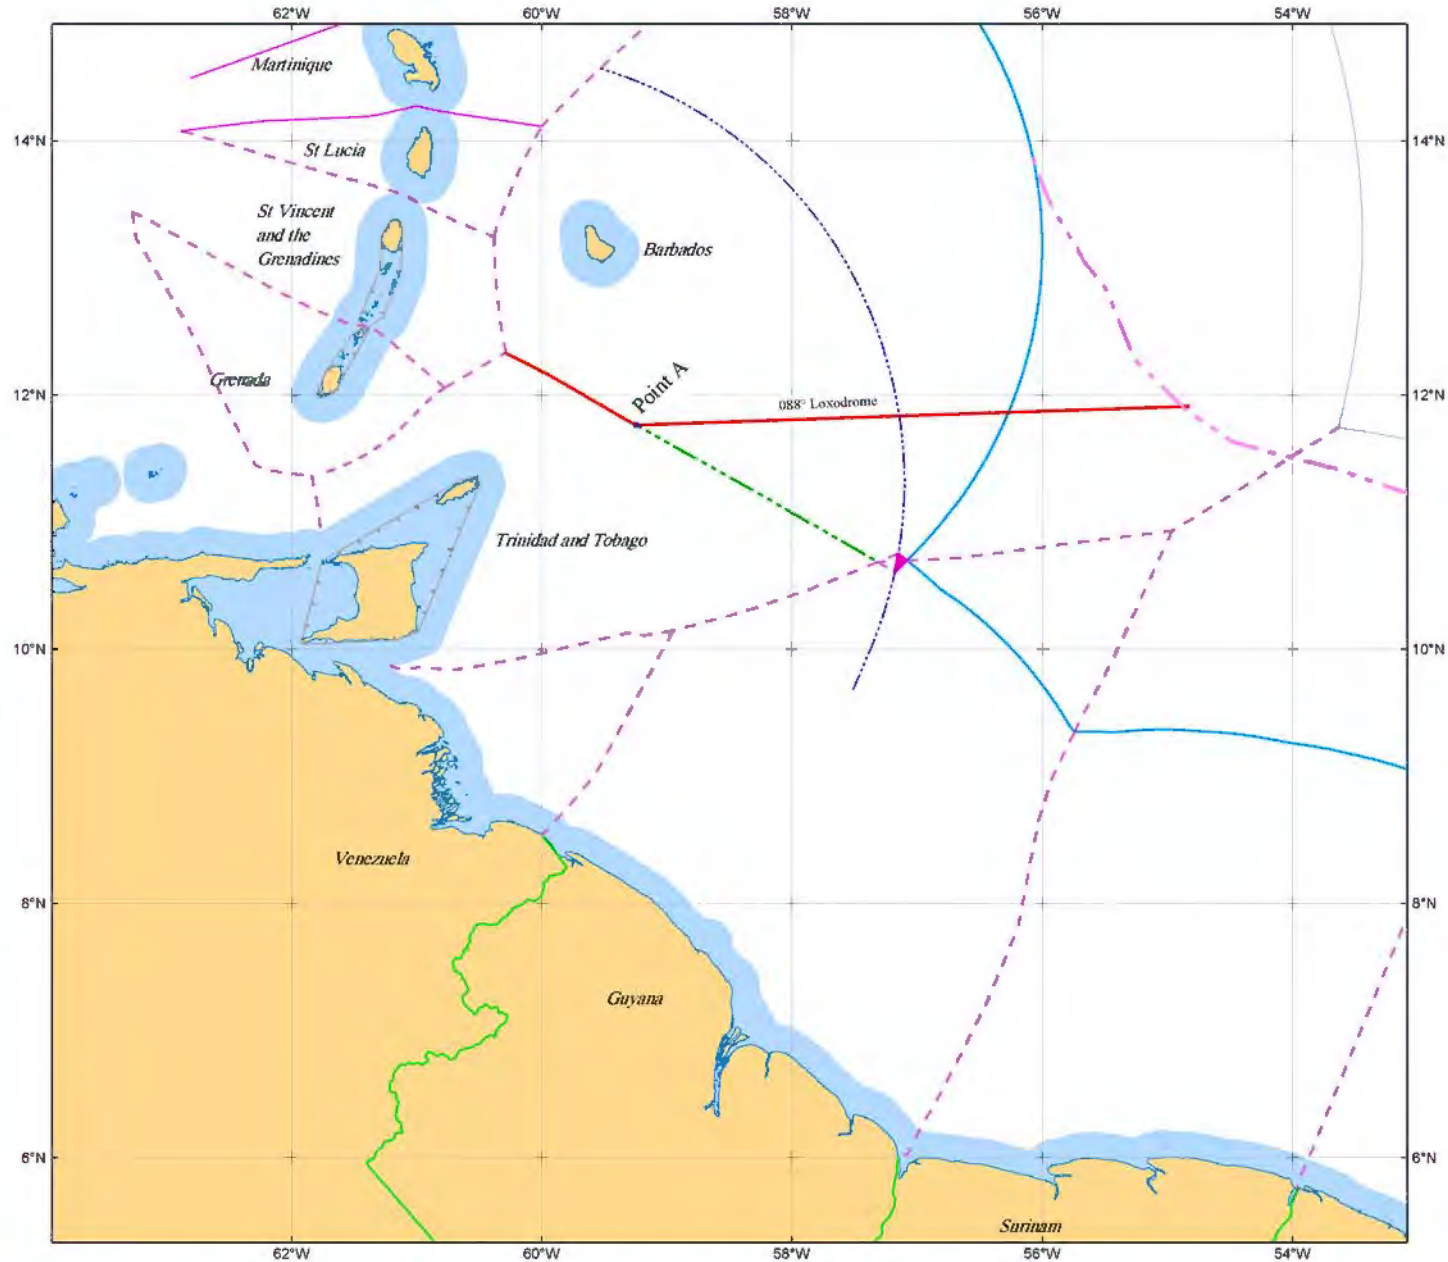 62°W 60°W 58°W 56°W 54°W
Martinique
14°N 14°N
St Lucia
St Vincent
and the
Grenadines
Barbados
12°N 12°N
Grenada
Point A
088° Loxodrome
Trinidad and Tobago
10°N 10°N
Venezuela
8°N 8°N
Guyana
6°N 6°N
Surinam
62°W 60°W 58°W 56°W 54°W